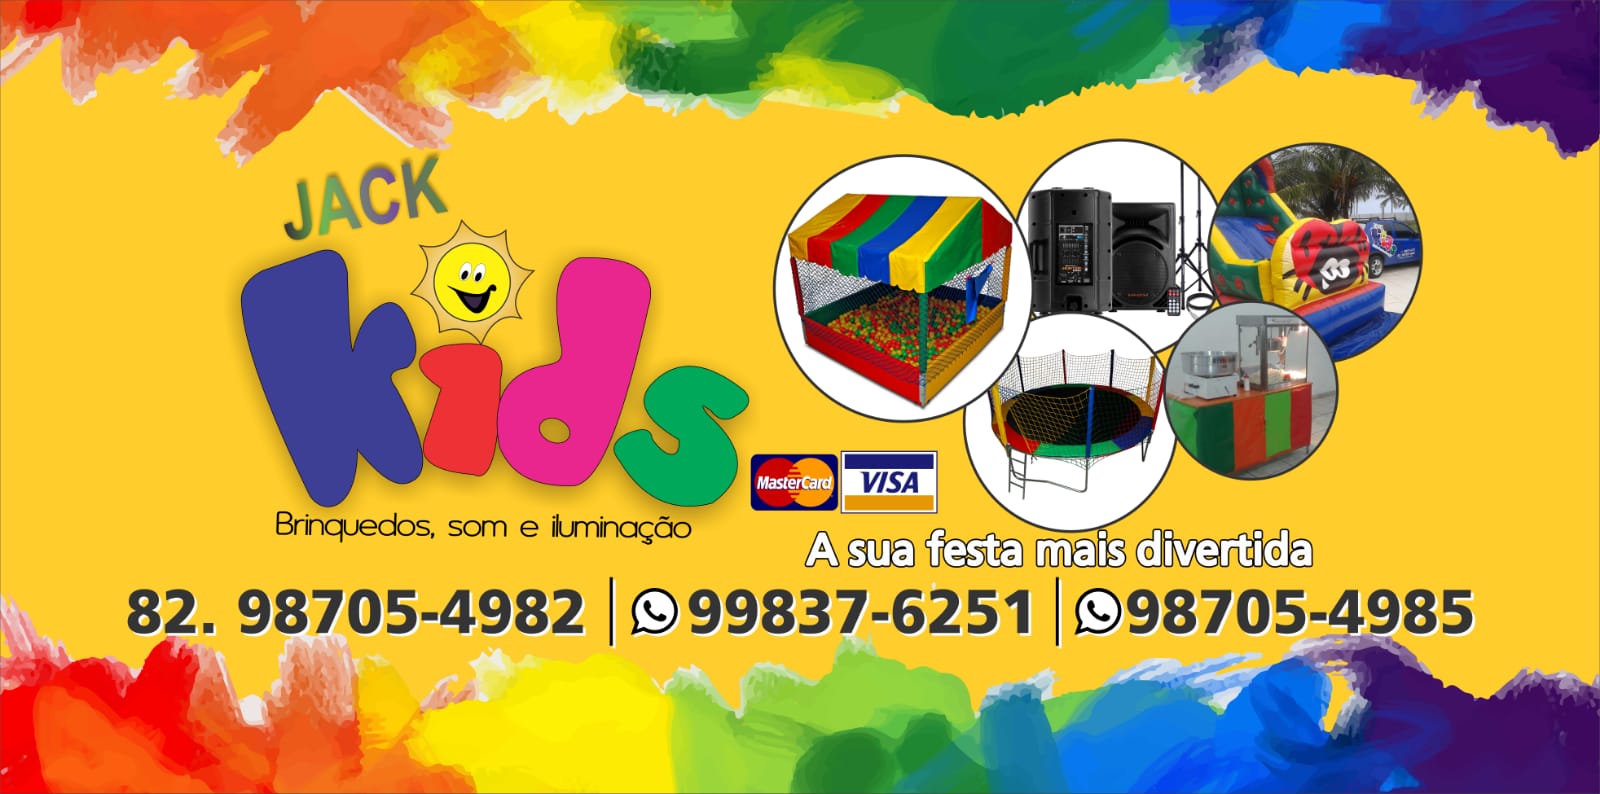 JACK
kids
Brinquedos, som e iluminação
MasterCard
VISA
A sua festa mais divertida
82. 98705-4982 | 99837-6251 | 98705-4985